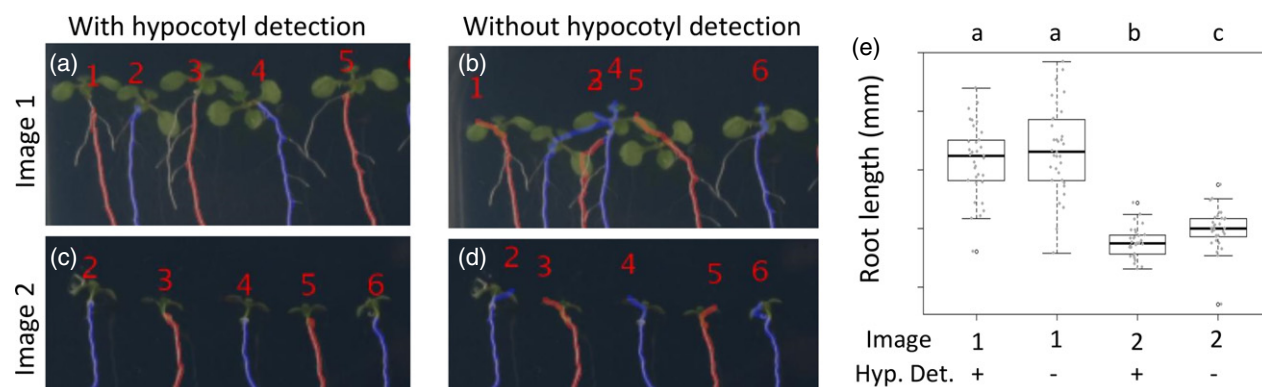 With hypocotyl detection
Without hypocotyl detection
(e)
a a b c
Image 1
(a)
1 2 3 4 5
(b)
1 3 4 5 6
Root length (mm)
Image 2
(c)
2 3 4 5 6
(d)
2 3 4 5 6
Image 1 1 2 2
Hyp. Det. + - + -